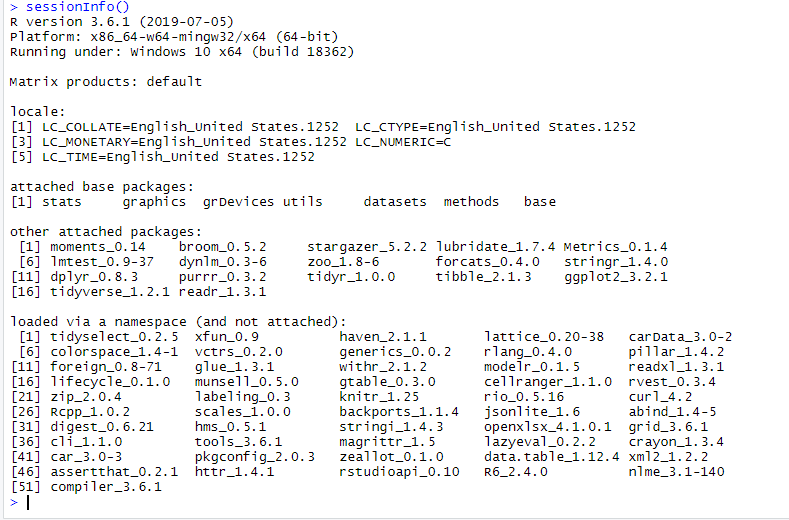 > sessionInfo()
R version 3.6.1 (2019-07-05)
Platform: x86_64-w64-mingw32/x64 (64-bit)
Running under: Windows 10 x64 (build 18362)

Matrix products: default

locale:
[1] LC_COLLATE=English_United States.1252  LC_CTYPE=English_United States.1252
[3] LC_MONETARY=English_United States.1252 LC_NUMERIC=C
[5] LC_TIME=English_United States.1252

attached base packages:
[1] stats     graphics  grDevices utils     datasets  methods   base

other attached packages:
 [1] moments_0.14    broom_0.5.2     stargazer_5.2.2 lubridate_1.7.4 Metrics_0.1.4
 [6] lmtest_0.9-37   dynlm_0.3-6     zoo_1.8-6       forcats_0.4.0   stringr_1.4.0
[11] dplyr_0.8.3     purrr_0.3.2     tidyr_1.0.0     tibble_2.1.3    ggplot2_3.2.1
[16] tidyverse_1.2.1 readr_1.3.1

loaded via a namespace (and not attached):
 [1] tidyselect_0.2.5  xfun_0.9          haven_2.1.1       lattice_0.20-38   carData_3.0-2
 [6] colorspace_1.4-1  vctrs_0.2.0       generics_0.0.2    rlang_0.4.0       pillar_1.4.2
[11] foreign_0.8-71    glue_1.3.1        withr_2.1.2       modelr_0.1.5      readxl_1.3.1
[16] lifecycle_0.1.0   munsell_0.5.0     gtable_0.3.0      cellranger_1.1.0  rvest_0.3.4
[21] zip_2.0.4         labeling_0.3      knitr_1.25        rio_0.5.16        curl_4.2
[26] Rcpp_1.0.2        scales_1.0.0      backports_1.1.4   jsonlite_1.6      abind_1.4-5
[31] digest_0.6.21     hms_0.5.1         stringi_1.4.3     openxlsx_4.1.0.1  grid_3.6.1
[36] cli_1.1.0         tools_3.6.1       magrittr_1.5      lazyeval_0.2.2    crayon_1.3.4
[41] car_3.0-3         pkgconfig_2.0.3   zeallot_0.1.0     data.table_1.12.4 xml2_1.2.2
[46] assertthat_0.2.1  httr_1.4.1        rstudioapi_0.10   R6_2.4.0          nlme_3.1-140
[51] compiler_3.6.1
>